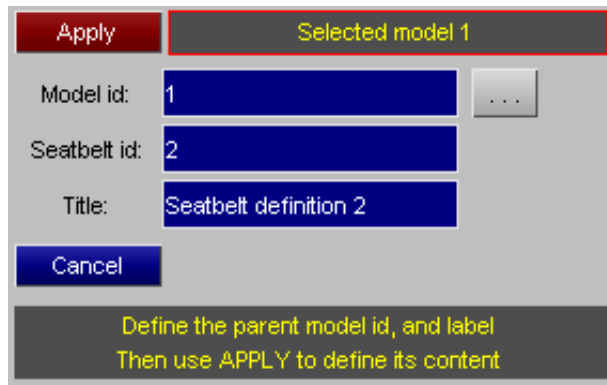 Apply
Selected model 1
Model id:
1
...
Seatbelt id:
2
Title:
Seatbelt definition 2
Cancel
Define the parent model id, and label
Then use APPLY to define its content